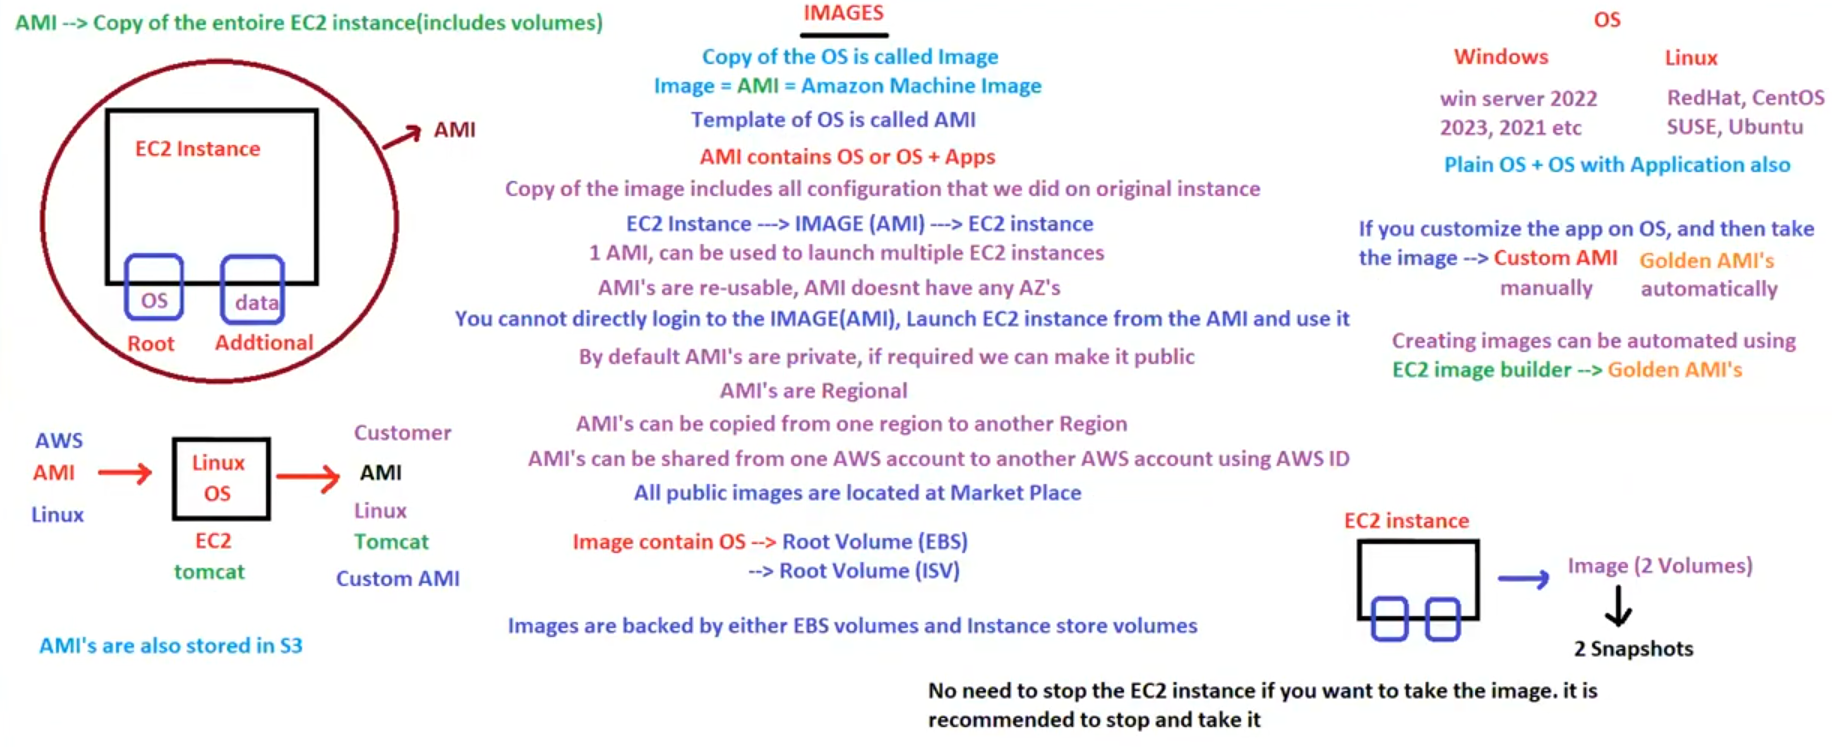 AMI --> Copy of the entoire EC2 instance(includes volumes)
EC2 Instance
AMI
OS
data
Root
Addtional
AWS
AMI
Linux
Linux
OS
EC2
tomcat
Customer
AMI
Linux
Tomcat
Custom AMI
AMI's are also stored in S3
IMAGES
Copy of the OS is called Image
Image = AMI = Amazon Machine Image
Template of OS is called AMI
AMI contains OS or OS + Apps
Copy of the image includes all configuration that we did on original instance
EC2 Instance ---> IMAGE (AMI) ---> EC2 instance
1 AMI, can be used to launch multiple EC2 instances
AMI's are re-usable, AMI doesnt have any AZ's
You cannot directly login to the IMAGE(AMI), Launch EC2 instance from the AMI and use it
By default AMI's are private, if required we can make it public
AMI's are Regional
AMI's can be copied from one region to another Region
AMI's can be shared from one AWS account to another AWS account using AWS ID
All public images are located at Market Place
Image contain OS --> Root Volume (EBS)
--> Root Volume (ISV)
Images are backed by either EBS volumes and Instance store volumes
OS
Windows
win server 2022
2023, 2021 etc
Linux
RedHat, CentOS
SUSE, Ubuntu
Plain OS + OS with Application also
If you customize the app on OS, and then take
the image --> Custom AMI Golden AMI's
manually automatically
Creating images can be automated using
EC2 image builder --> Golden AMI's
EC2 instance
Image (2 Volumes)
2 Snapshots
No need to stop the EC2 instance if you want to take the image. it is
recommended to stop and take it